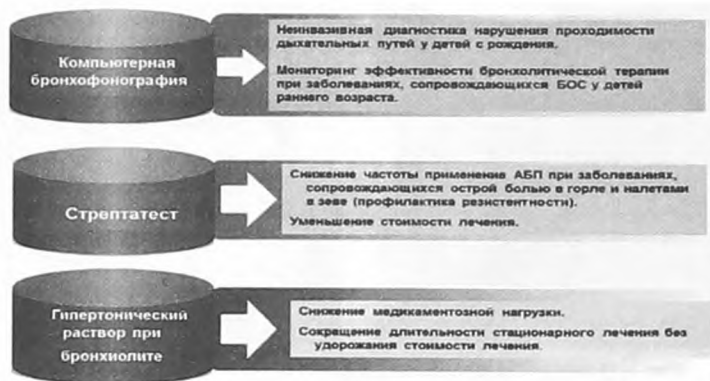 Компьютерная
бронхофонография
Неинвазивная диагностика нарушения проходимости
дыхательных путей у детей с рождения.
Мониторинг эффективности бронхолитической терапии
при заболеваниях, сопровождающихся БОС у детей
раннего возраста.
Стрептатест
Снижение частоты применение АБП при заболеваниях,
сопровождающихся острой болью в горле и налетами
в зеве (профилактика резистентности).
Уменьшение стоимости лечения.
Гипертонический
раствор при
бронхиолите
Снижение медикаментозной нагрузки.
Сокращение длительности стационарного лечения без
удорожания стоимости лечения.